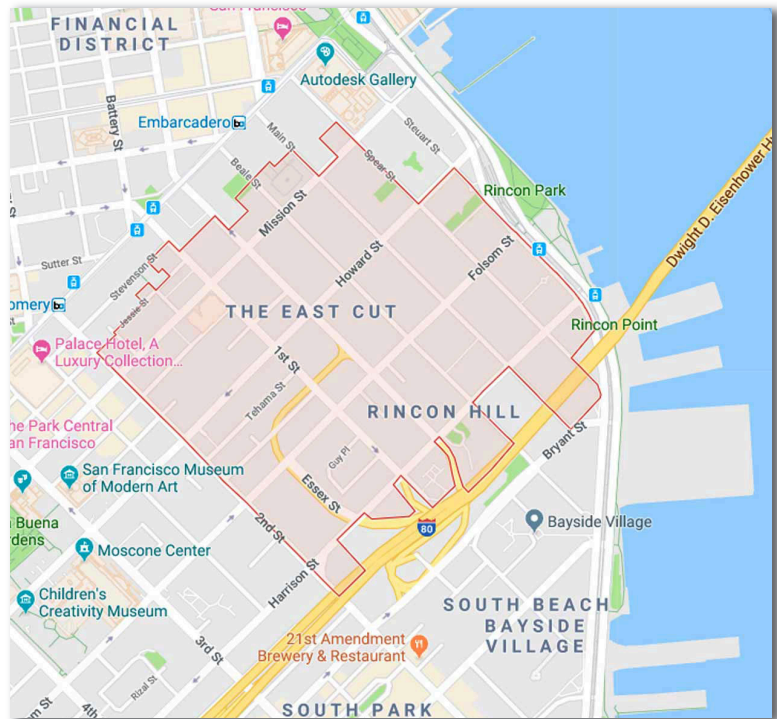 FINANCIAL
DISTRICT
San Francisco
Autodesk Gallery
Battery St
Embarcadero
Main St
Steuart St
Beale St
Spear St
Rincon Park
Dwight D. Eisenhower H
Mission St
Howard St
Folsom St
Sutter St
Stevenson St
omery
Jessie St
THE EAST CUT
Rincon Point
Palace Hotel, A
Luxury Collection...
1st St
Tehama St
RINCON HILL
ne Park Central
an Francisco
Guy Pl
Bryant St
San Francisco Museum
of Modern Art
Essex St
80
Bayside Village
Buena
rdens
2nd St
Moscone Center
Harrison St
Children's
Creativity Museum
SOUTH BEACH
BAYSIDE
VILLAGE
21st Amendment
Brewery & Restaurant
3rd St
Rizal St
4th
m St
SOUTH PARK